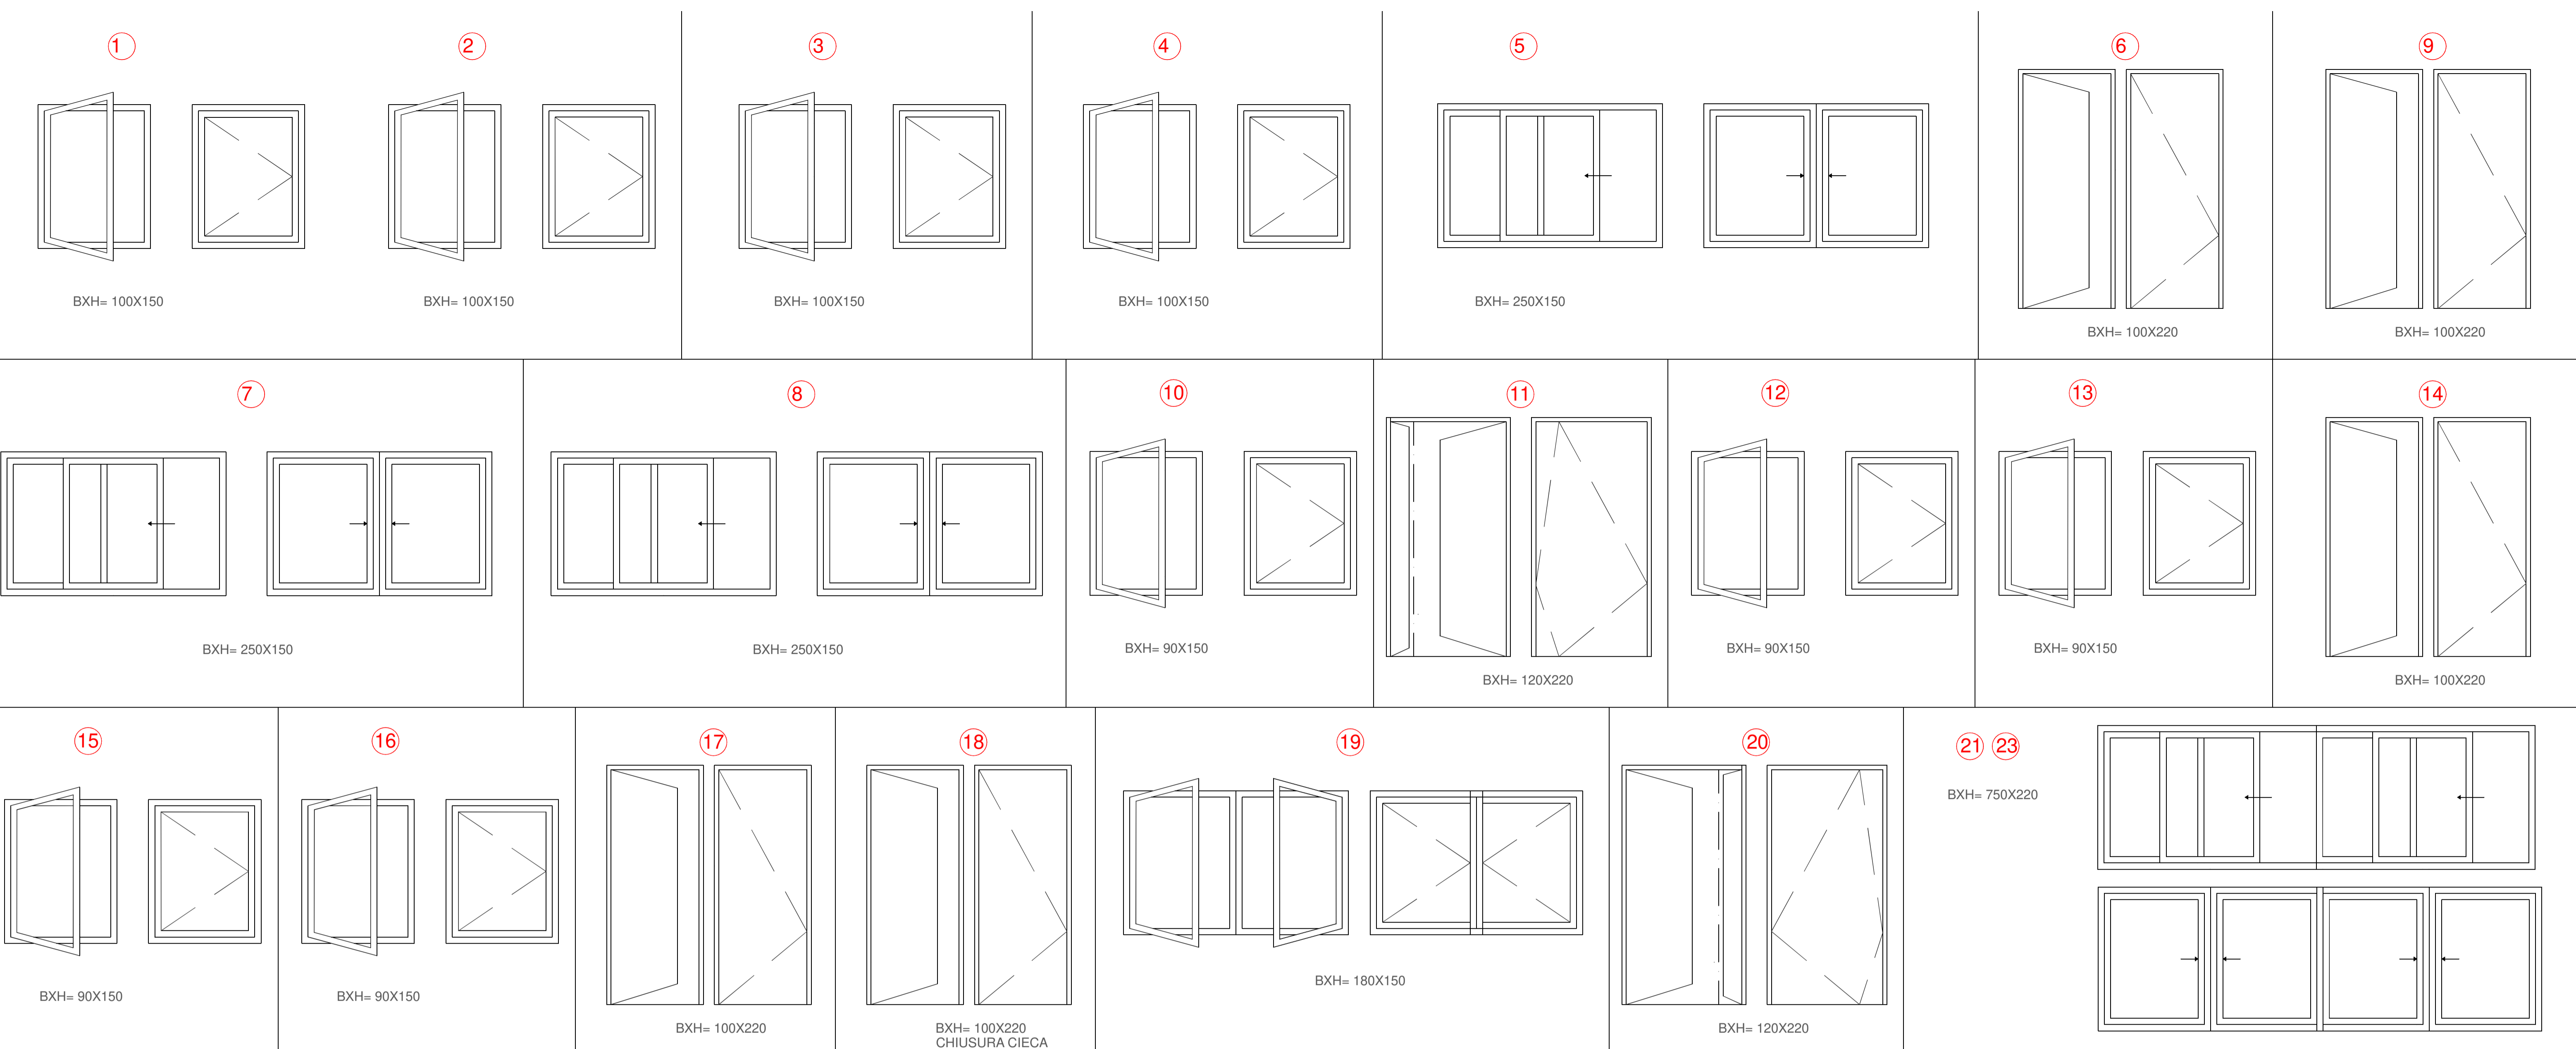 1
2
3
4
5
6
9
BXH= 100X150
BXH= 100X150
BXH= 100X150
BXH= 100X150
BXH= 250X150
BXH= 100X220
BXH= 100X220
7
8
10
11
12
13
14
BXH= 250X150
BXH= 250X150
BXH= 90X150
BXH= 120X220
BXH= 90X150
BXH= 90X150
BXH= 100X220
15
16
17
18
19
20
21 23
BXH= 750X220
BXH= 90X150
BXH= 90X150
BXH= 100X220
BXH= 100X220
CHIUSURA CIECA
BXH= 180X150
BXH= 120X220